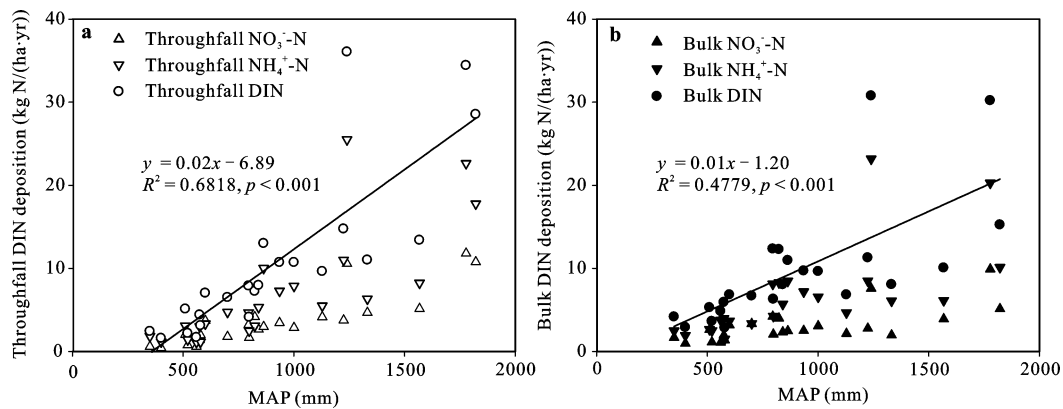 a
Throughfall NO₃⁻-N
Throughfall NH₄⁺-N
Throughfall DIN
y = 0.02x − 6.89
R² = 0.6818, p < 0.001
Throughfall DIN deposition (kg N/(ha·yr))
40
30
20
10
0
0 500 1000 1500 2000
MAP (mm)
b
Bulk NO₃⁻-N
Bulk NH₄⁺-N
Bulk DIN
y = 0.01x − 1.20
R² = 0.4779, p < 0.001
Bulk DIN deposition (kg N/(ha·yr))
40
30
20
10
0
0 500 1000 1500 2000
MAP (mm)